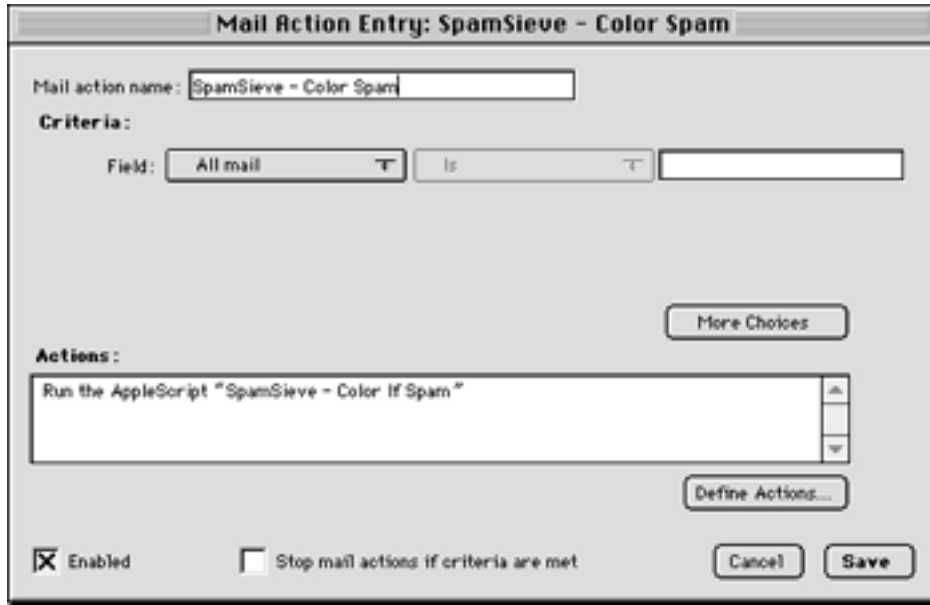 Mail Action Entry: SpamSieve - Color Spam
Mail action name: SpamSieve - Color Spam
Criteria:
Field: All mail Is
More Choices
Actions:
Run the AppleScript "SpamSieve - Color If Spam"
Define Actions...
Enabled Stop mail actions if criteria are met Cancel Save